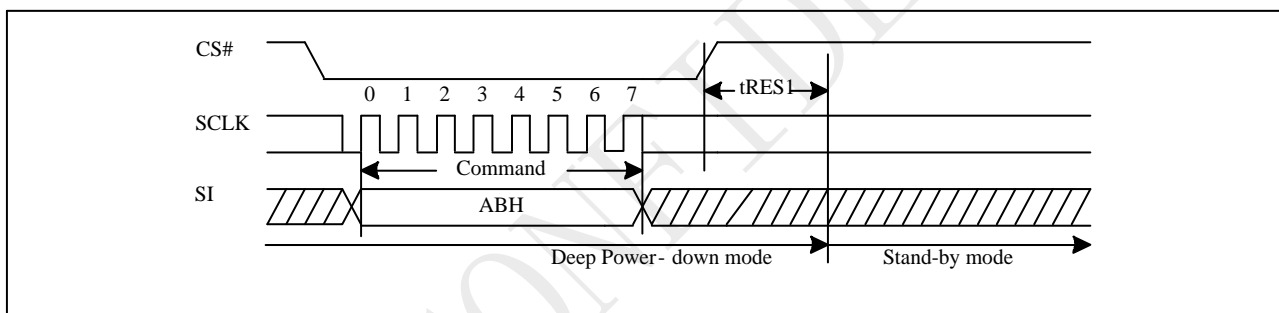 CS#
tRES1
0 1 2 3 4 5 6 7
SCLK
Command
SI
ABH
Deep Power- down mode
Stand-by mode